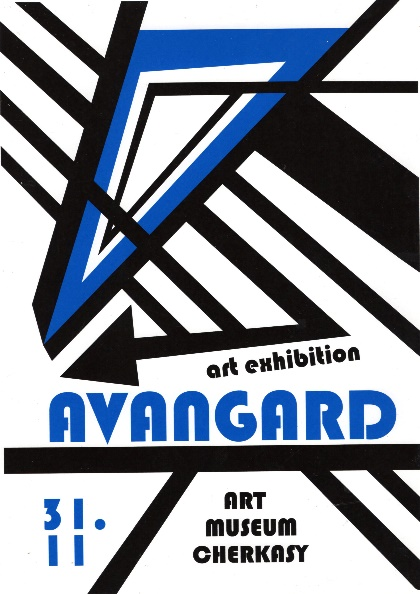 art exhibition
AVANGARD
31.
11
ART
MUSEUM
CHERKASY